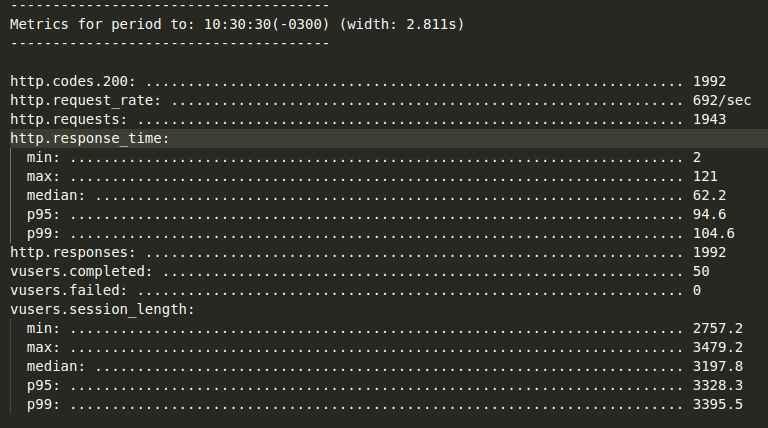 --------------------------------------
Metrics for period to: 10:30:30(-0300) (width: 2.811s)
--------------------------------------
http.codes.200: ................................................................ 1992
http.request_rate: ............................................................. 692/sec
http.requests: ................................................................. 1943
http.response_time:
min: ......................................................................... 2
max: ......................................................................... 121
median: ...................................................................... 62.2
p95: ......................................................................... 94.6
p99: ......................................................................... 104.6
http.responses: ................................................................ 1992
vusers.completed: .............................................................. 50
vusers.failed: ................................................................. 0
vusers.session_length:
min: ......................................................................... 2757.2
max: ......................................................................... 3479.2
median: ...................................................................... 3197.8
p95: ......................................................................... 3328.3
p99: ......................................................................... 3395.5